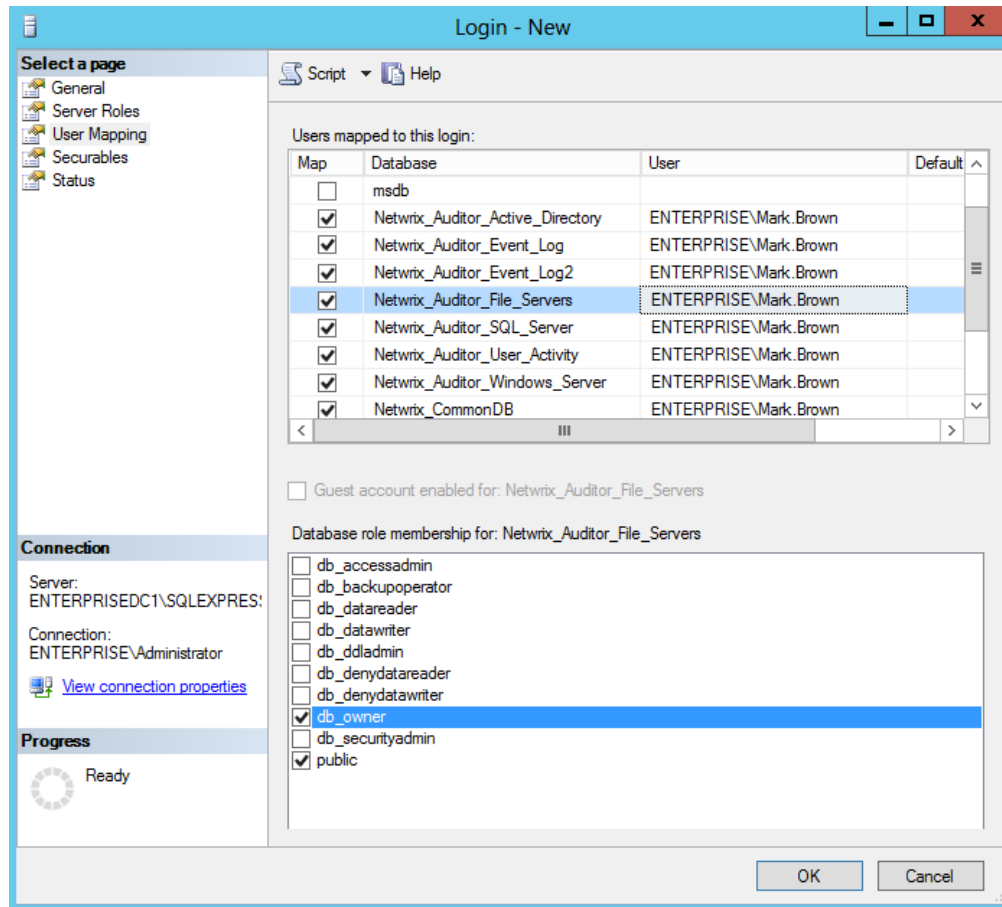 Login - New
Select a page
General
Server Roles
User Mapping
Securables
Status
Script Help
Users mapped to this login:
Map Database User Default
msdb
Netwrix_Auditor_Active_Directory ENTERPRISE\Mark.Brown
Netwrix_Auditor_Event_Log ENTERPRISE\Mark.Brown
Netwrix_Auditor_Event_Log2 ENTERPRISE\Mark.Brown
Netwrix_Auditor_File_Servers ENTERPRISE\Mark.Brown
Netwrix_Auditor_SQL_Server ENTERPRISE\Mark.Brown
Netwrix_Auditor_User_Activity ENTERPRISE\Mark.Brown
Netwrix_Auditor_Windows_Server ENTERPRISE\Mark.Brown
Netwrix_CommonDB ENTERPRISE\Mark.Brown
Guest account enabled for: Netwrix_Auditor_File_Servers
Database role membership for: Netwrix_Auditor_File_Servers
db_accessadmin
db_backupoperator
db_datareader
db_datawriter
db_ddladmin
db_denydatareader
db_denydatawriter
db_owner
db_securityadmin
public
Connection
Server:
ENTERPRISEDC1\SQLEXPRES
Connection:
ENTERPRISE\Administrator
View connection properties
Progress
Ready
OK Cancel